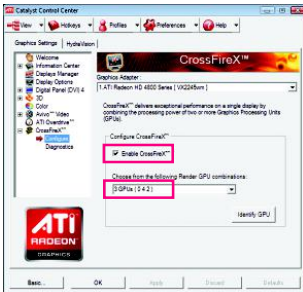 Catalyst Control Center
View
Hotkeys
Profiles
Preferences
Help
Graphics Settings
HydraVision
Welcome
Information Center
Displays Manager
Display Options
Digital Panel (DVI) 4
3D
Color
Avivo™ Video
ATI Overdrive™
CrossFireX™
Configure
Diagnostics
ATI
RADEON
GRAPHICS
CrossFireX™
Graphics Adapter:
1.ATI Radeon HD 4800 Series [ VX2245wm ]
CrossFireX™ delivers exceptional performance on a single display by
combining the processing power of two or more Graphics Processing Units
(GPUs).
Configure CrossFireX™
Enable CrossFireX™
Choose from the following Render GPU combinations:
3 GPUs ( 0 4 2 )
Identify GPU
Basic...
OK
Apply
Discard
Defaults